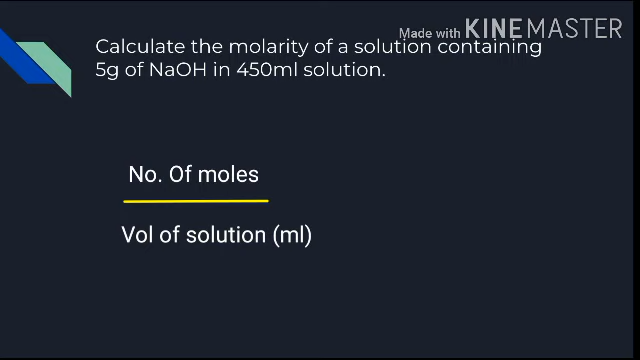 Made with KINEMASTER
Calculate the molarity of a solution containing
5g of NaOH in 450ml solution.
No. Of moles
Vol of solution (ml)